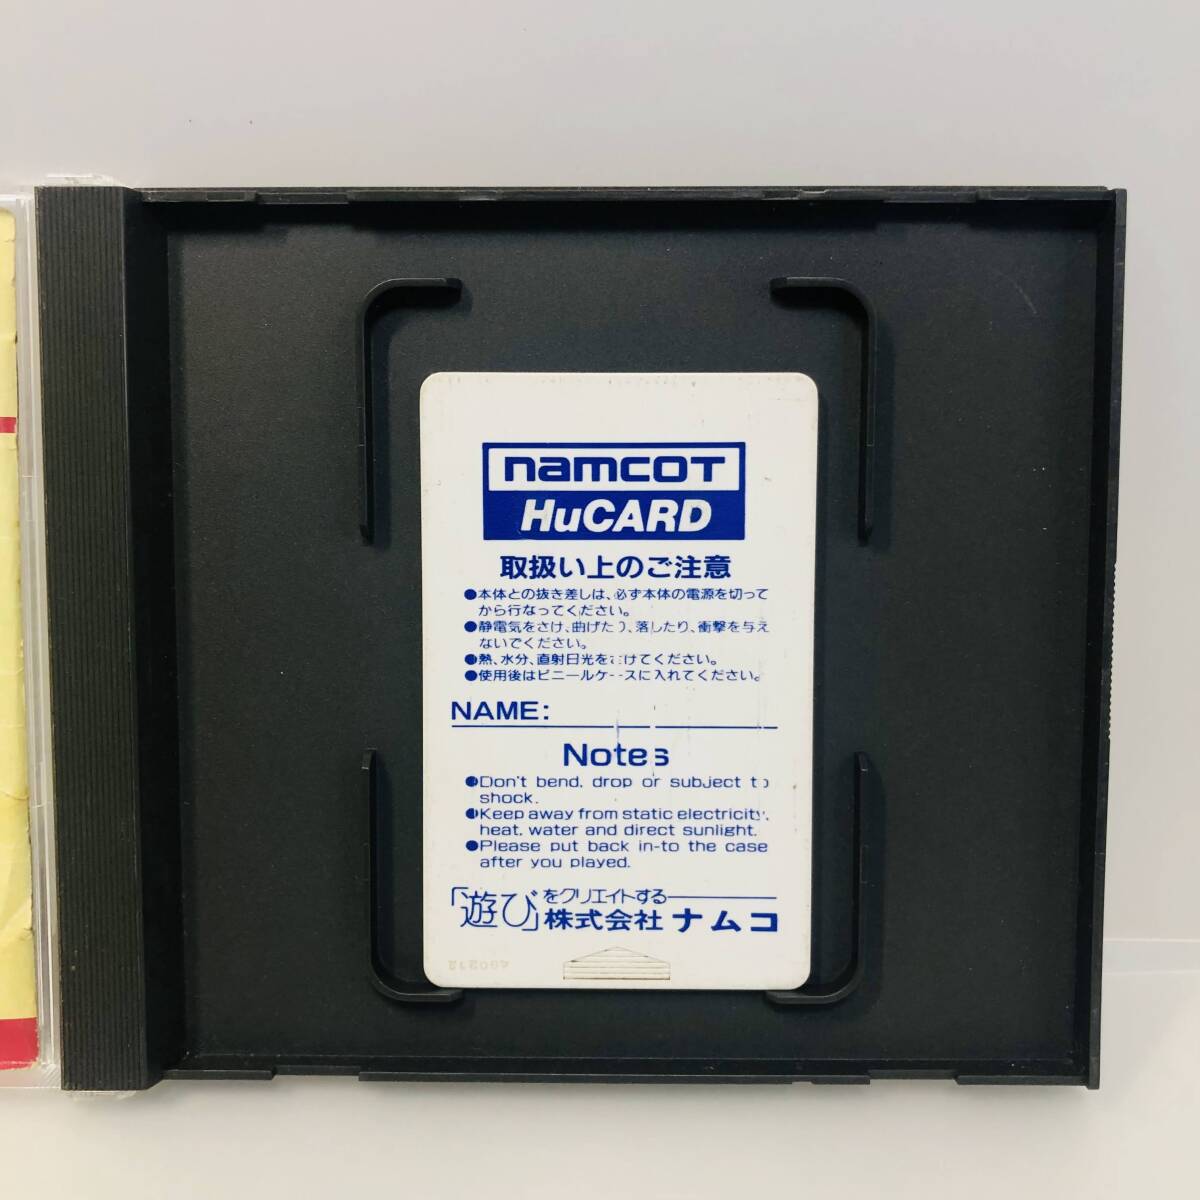 namcoT
HuCARD
取扱い上のご注意
●本体との抜き差しは、必ず本体の電源を切って
から行なってください。
●静電気をさけ、曲げたり、落したり、衝撃を与え
ないでください。
●熱、水分、直射日光をさけてください。
●使用後はビニールケースに入れてください。
NAME:
Notes
●Don't bend, drop or subject to
shock.
●Keep away from static electricity,
heat, water and direct sunlight.
●Please put back in-to the case
after you played.
「遊び」をクリエイトする
株式会社ナムコ